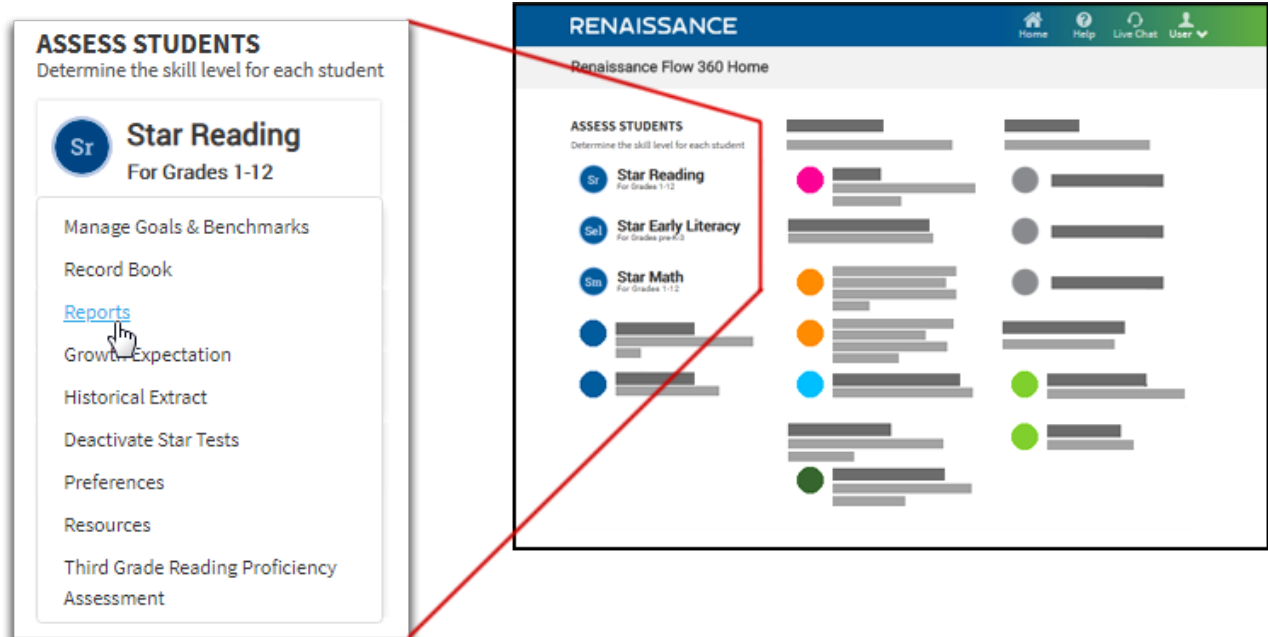 ASSESS STUDENTS
Determine the skill level for each student
Sr
Star Reading
For Grades 1-12
Manage Goals & Benchmarks
Record Book
Reports
Growth Expectation
Historical Extract
Deactivate Star Tests
Preferences
Resources
Third Grade Reading Proficiency
Assessment
RENAISSANCE
Home
Help
Live Chat
User
Renaissance Flow 360 Home
ASSESS STUDENTS
Determine the skill level for each student
Sr
Star Reading
For Grades 1-12
Sel
Star Early Literacy
For Grades pre-K-3
Sm
Star Math
For Grades 1-12